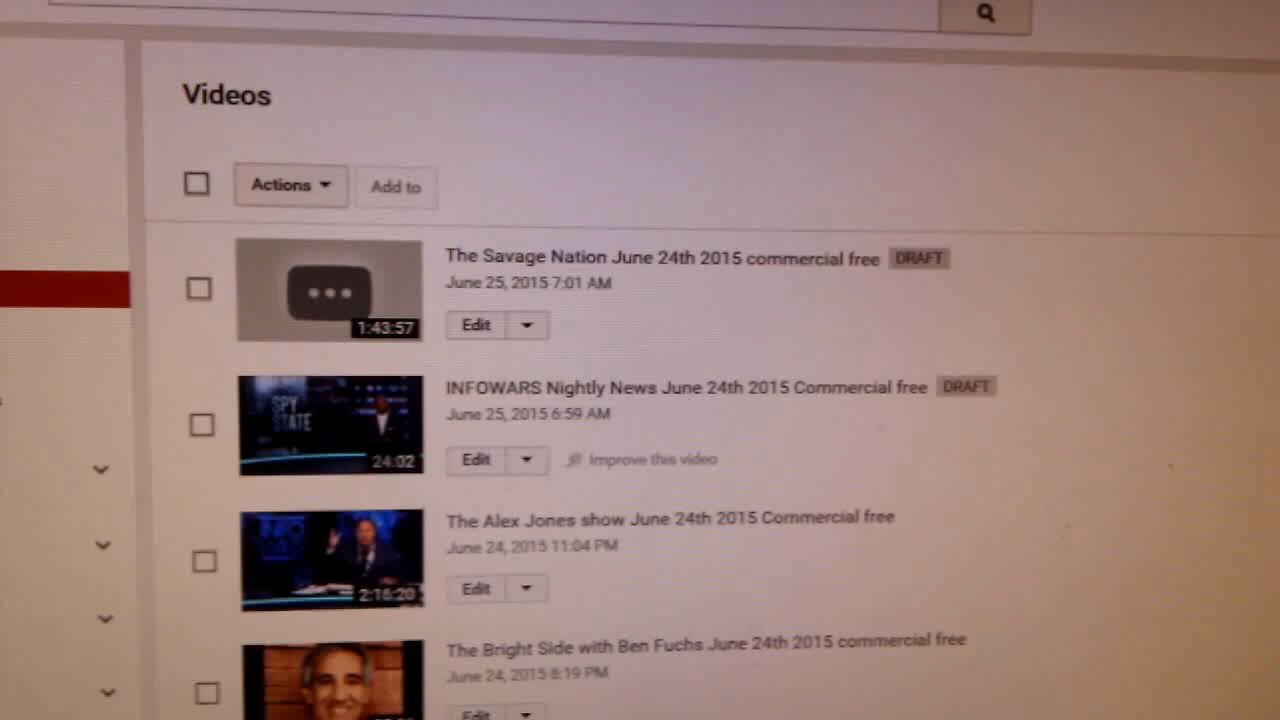 Videos
Actions Add to
The Savage Nation June 24th 2015 commercial free DRAFT
June 25, 2015 7:01 AM
1:43:57
Edit
INFOWARS Nightly News June 24th 2015 Commercial free DRAFT
June 25, 2015 6:59 AM
SPY
STATE
24:02
Edit Improve this video
The Alex Jones show June 24th 2015 Commercial free
June 24, 2015 11:04 PM
2:16:20
Edit
The Bright Side with Ben Fuchs June 24th 2015 commercial free
June 24, 2015 8:19 PM
Edit